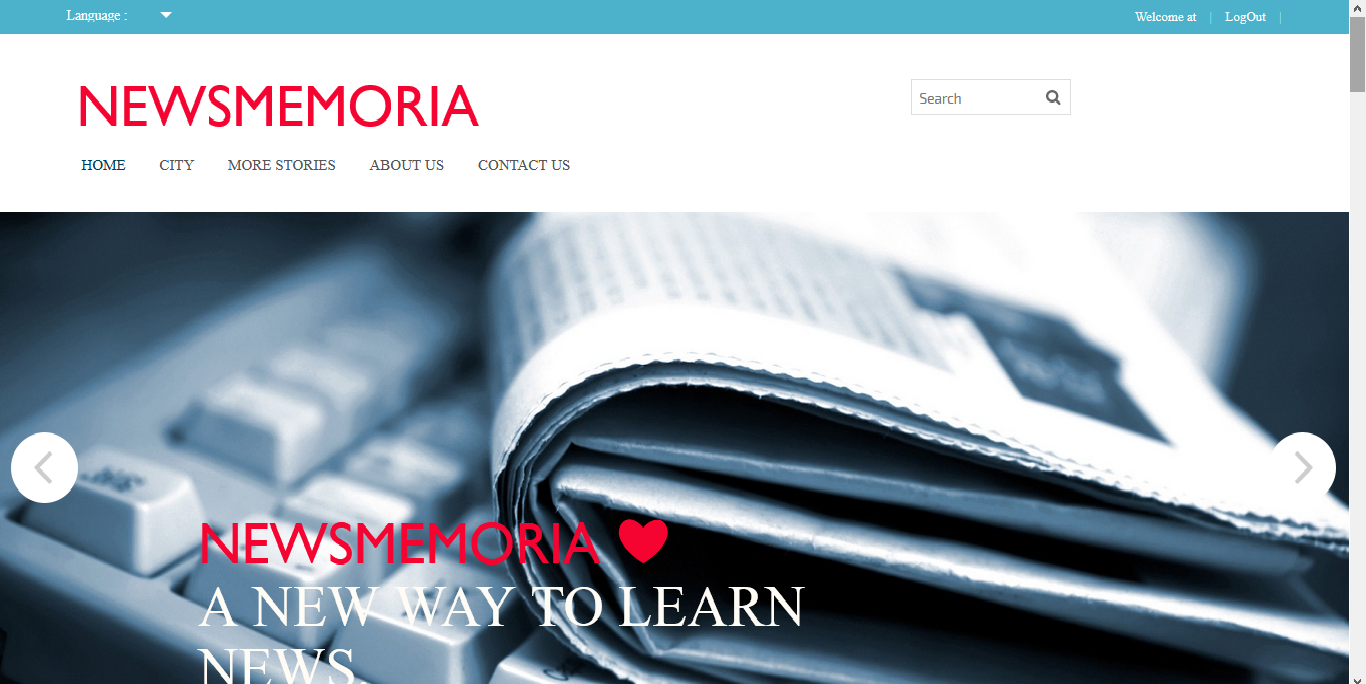 Language :
Welcome at | LogOut |
NEWSMEMORIA
Search
HOME CITY MORE STORIES ABOUT US CONTACT US
NEWSMEMORIA
A NEW WAY TO LEARN
NEWS.